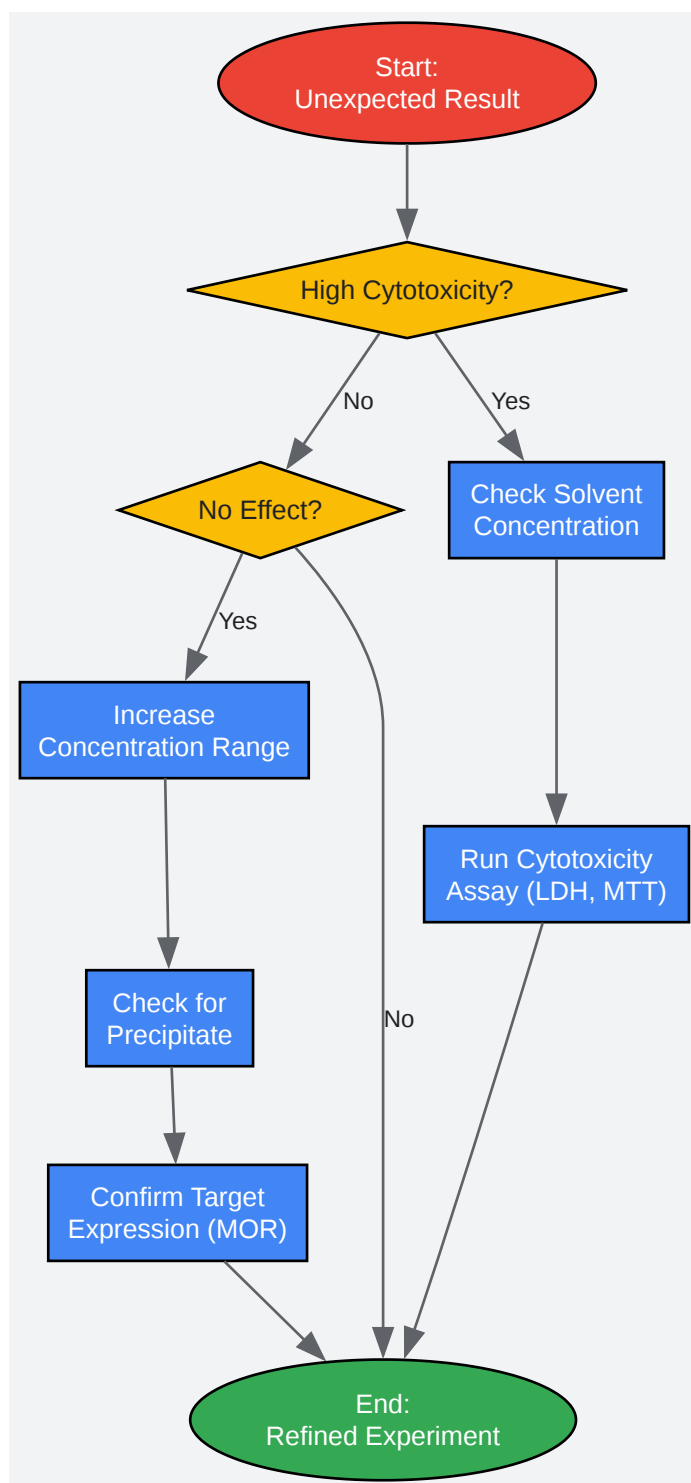 Start:
Unexpected Result
High Cytotoxicity?
No
Yes
No Effect?
Check Solvent
Concentration
Yes
Increase
Concentration Range
Run Cytotoxicity
Assay (LDH, MTT)
Check for
Precipitate
No
Confirm Target
Expression (MOR)
End:
Refined Experiment